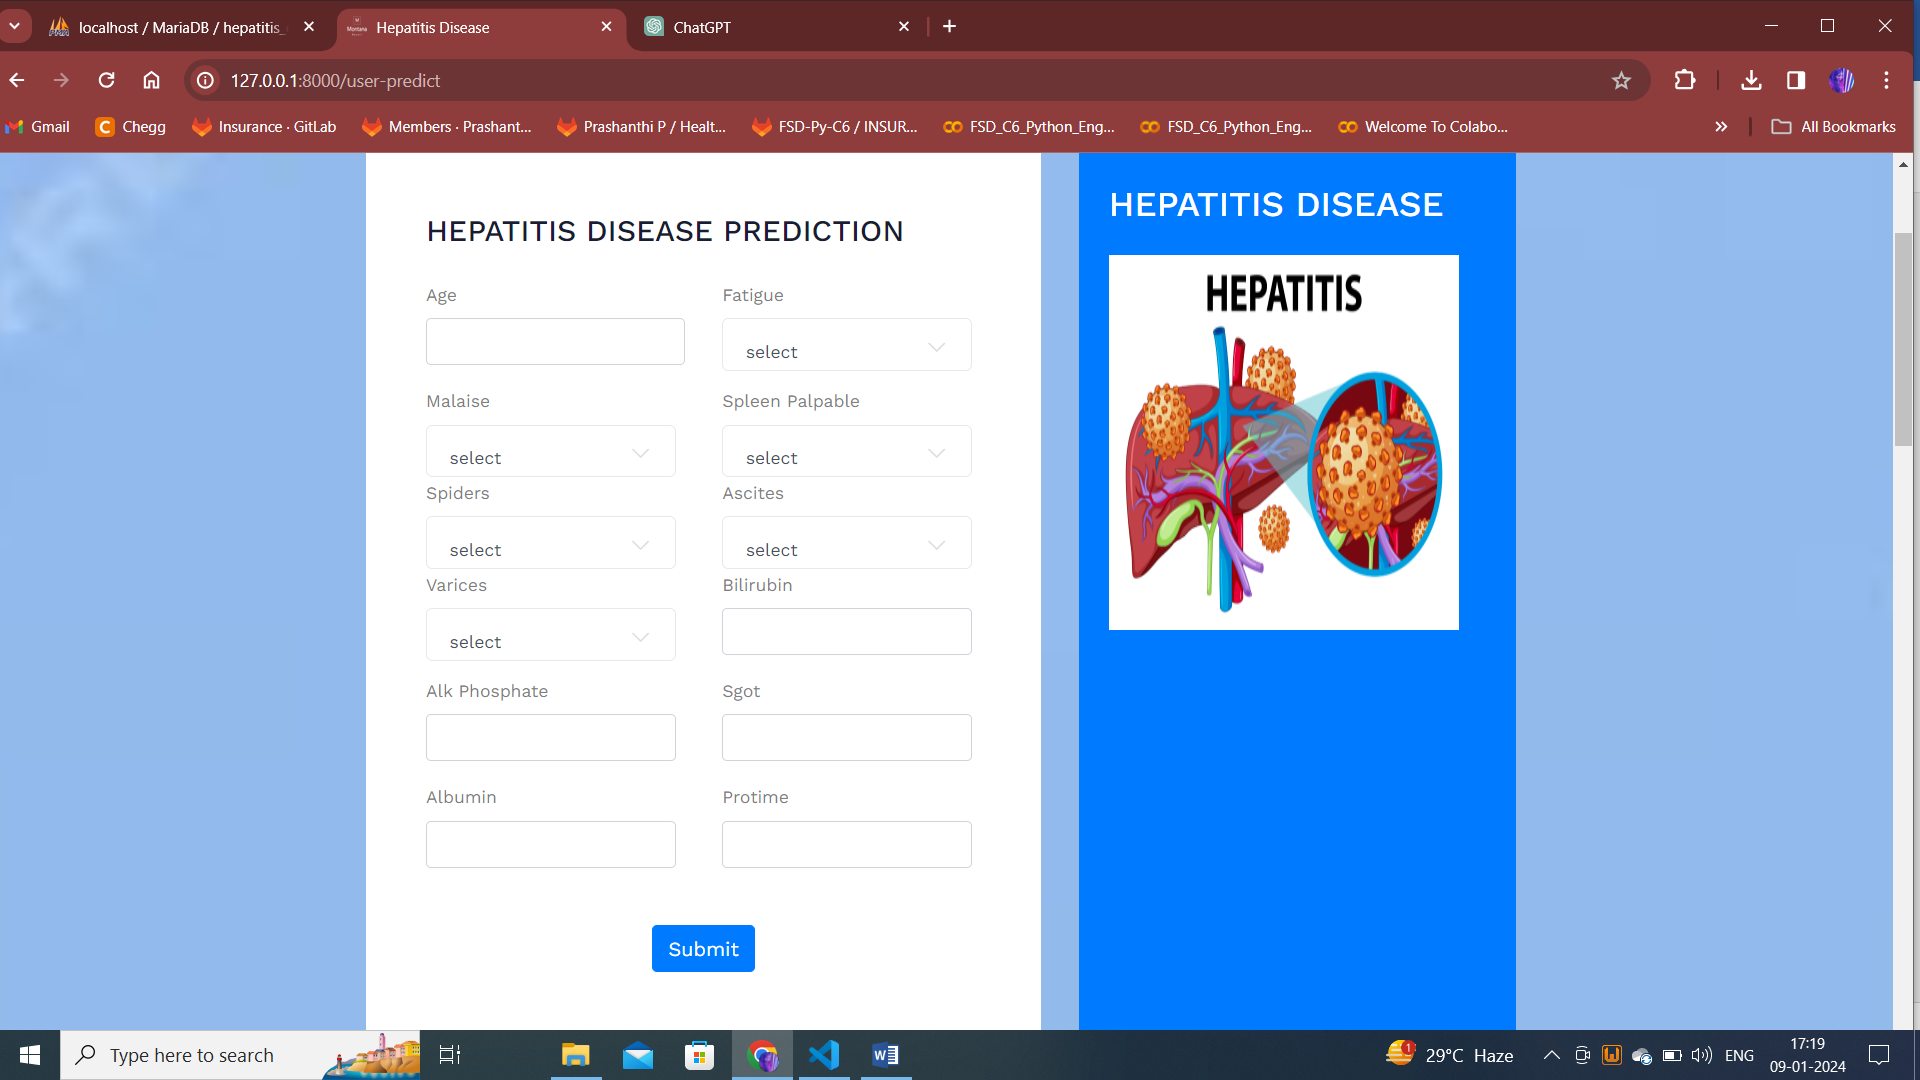 localhost / MariaDB / hepatitis_
Hepatitis Disease
ChatGPT
127.0.0.1:8000/user-predict
Gmail
Chegg
Insurance · GitLab
Members · Prashant...
Prashanthi P / Healt...
FSD-Py-C6 / INSUR...
FSD_C6_Python_Eng...
FSD_C6_Python_Eng...
Welcome To Colabo...
All Bookmarks
HEPATITIS DISEASE PREDICTION
Age
Fatigue
select
Malaise
Spleen Palpable
select
select
Spiders
Ascites
select
select
Varices
Bilirubin
select
Alk Phosphate
Sgot
Albumin
Protime
Submit
HEPATITIS DISEASE
HEPATITIS
Type here to search
1
29°C Haze
ENG
17:19
09-01-2024